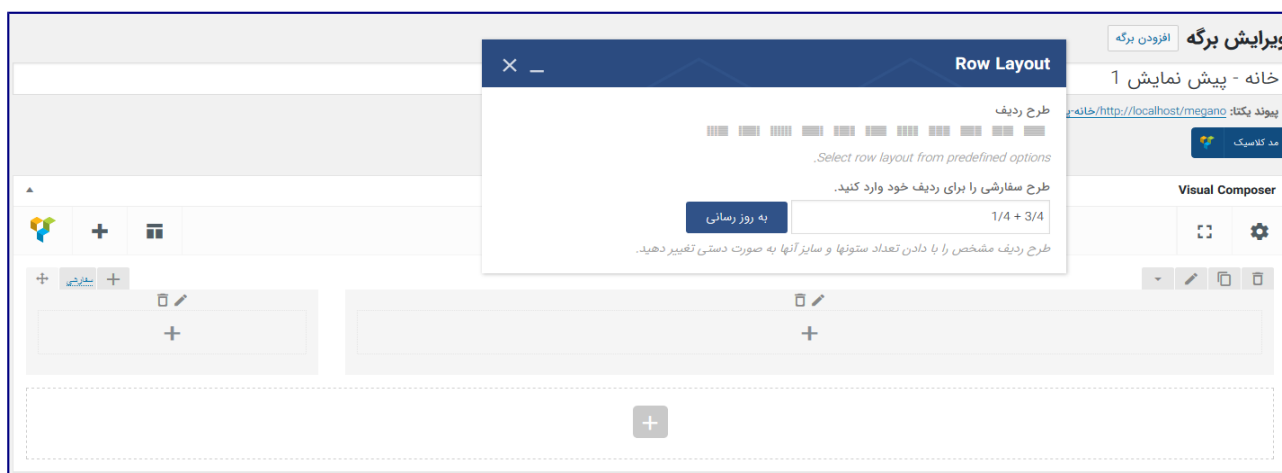 ویرایش برگه افزودن برگه
خانه - پیش نمایش 1
پیوند یکتا: http://localhost/megano/خانه-
مد کلاسیک
Visual Composer
Row Layout
طرح ردیف
Select row layout from predefined options.
طرح سفارشی را برای ردیف خود وارد کنید.
1/4 + 3/4 به روز رسانی
طرح ردیف مشخص را با دادن تعداد ستونها و سایز آنها به صورت دستی تغییر دهید.
سفارشی